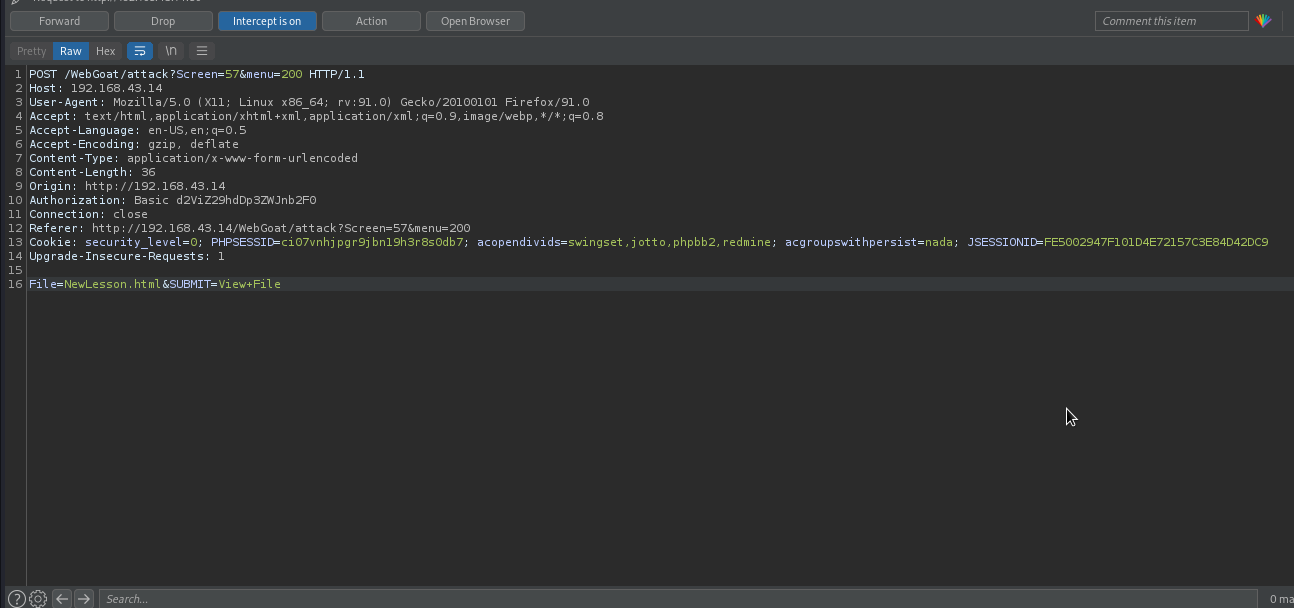 Forward Drop Intercept is on Action Open Browser Comment this item
Pretty Raw Hex \n
1 POST /WebGoat/attack?Screen=57&menu=200 HTTP/1.1
2 Host: 192.168.43.14
3 User-Agent: Mozilla/5.0 (X11; Linux x86_64; rv:91.0) Gecko/20100101 Firefox/91.0
4 Accept: text/html,application/xhtml+xml,application/xml;q=0.9,image/webp,*/*;q=0.8
5 Accept-Language: en-US,en;q=0.5
6 Accept-Encoding: gzip, deflate
7 Content-Type: application/x-www-form-urlencoded
8 Content-Length: 36
9 Origin: http://192.168.43.14
10 Authorization: Basic d2ViZ29hdDp3ZWJnb2F0
11 Connection: close
12 Referer: http://192.168.43.14/WebGoat/attack?Screen=57&menu=200
13 Cookie: security_level=0; PHPSESSID=ci07vnhjpgr9jbn19h3r8s0db7; acopendivids=swingset,jotto,phpbb2,redmine; acgroupswithpersist=nada; JSESSIONID=FE5002947F101D4E72157C3E84D42DC9
14 Upgrade-Insecure-Requests: 1
15
16 File=NewLesson.html&SUBMIT=View+File
Search... 0 ma